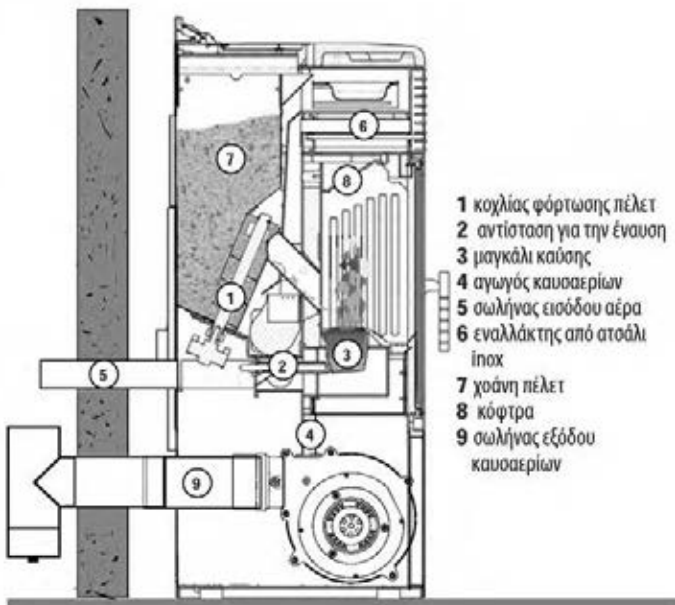 6
7
8
1
2
3
5
4
9
1 κοχλίας φόρτωσης πέλετ
2 αντίσταση για την έναυση
3 μαγκάλι καύσης
4 αγωγός καυσαερίων
5 σωλήνας εισόδου αέρα
6 εναλλάκτης από ατσάλι
inox
7 χοάνη πέλετ
8 κόφτρα
9 σωλήνας εξόδου
καυσαερίων